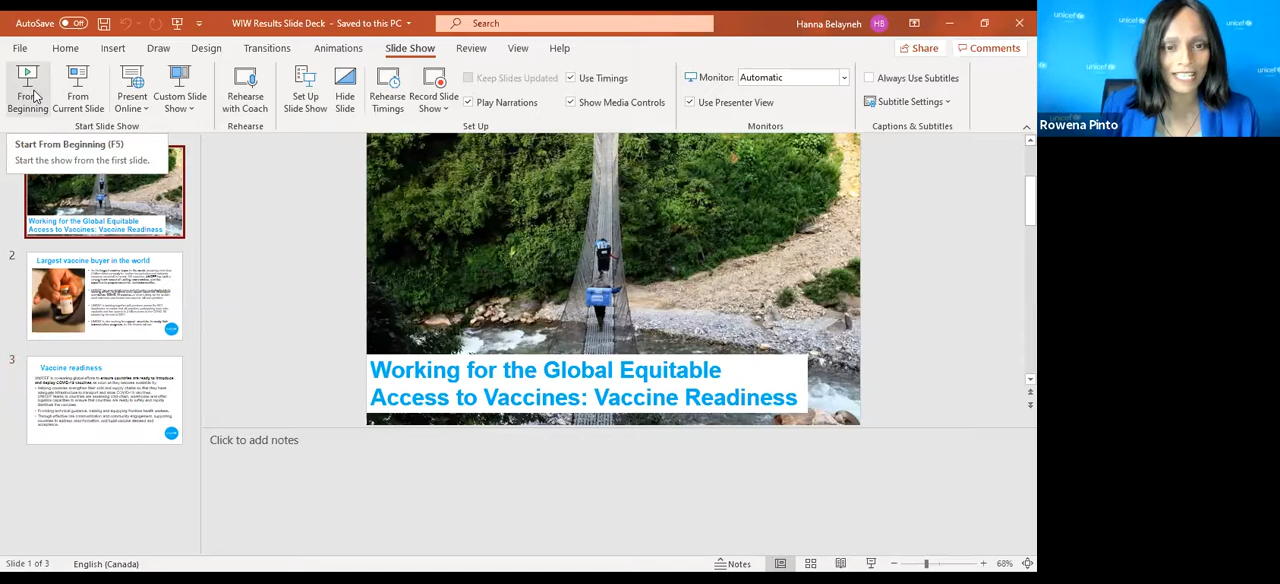 AutoSave Off
WIW Results Slide Deck - Saved to this PC
Search
Hanna Belayneh HB
File Home Insert Draw Design Transitions Animations Slide Show Review View Help
Share Comments
From Beginning
From Current Slide
Present Online
Custom Slide Show
Start Slide Show
Rehearse with Coach
Rehearse
Set Up Slide Show
Hide Slide
Rehearse Timings
Record Slide Show
Keep Slides Updated
Play Narrations
Use Timings
Show Media Controls
Set Up
Monitor: Automatic
Use Presenter View
Monitors
Always Use Subtitles
Subtitle Settings
Captions & Subtitles
Start From Beginning (F5)
Start the show from the first slide.
Working for the Global Equitable
Access to Vaccines: Vaccine Readiness
2
Largest vaccine buyer in the world
3
Vaccine readiness
Working for the Global Equitable
Access to Vaccines: Vaccine Readiness
Click to add notes
Slide 1 of 3
English (Canada)
Notes
68%
unicef
unicef
unicef
unicef
Rowena Pinto